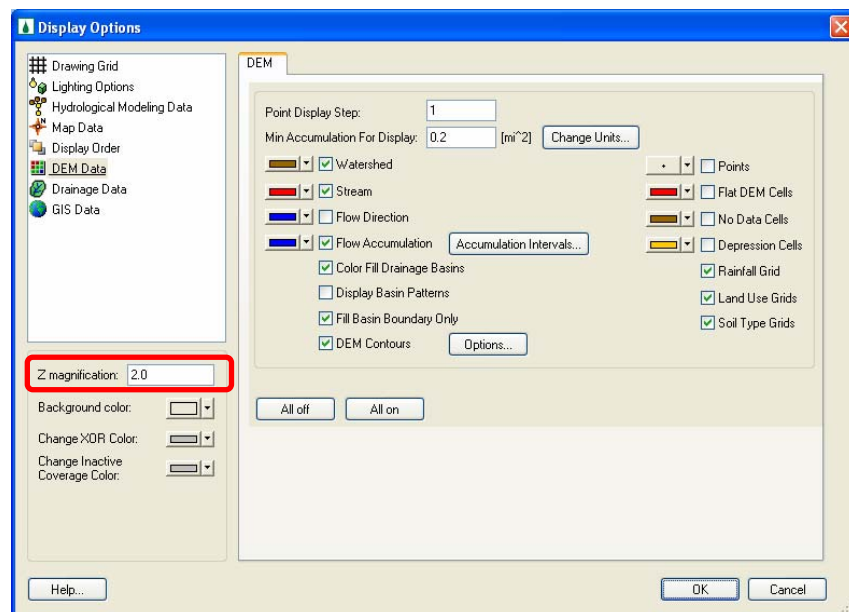 Display Options
Drawing Grid
Lighting Options
Hydrological Modeling Data
Map Data
Display Order
DEM Data
Drainage Data
GIS Data
Z magnification: 2.0
Background color:
Change XOR Color:
Change Inactive
Coverage Color:
DEM
Point Display Step: 1
Min Accumulation For Display: 0.2 [mi^2] Change Units...
Watershed
Stream
Flow Direction
Flow Accumulation Accumulation Intervals...
Color Fill Drainage Basins
Display Basin Patterns
Fill Basin Boundary Only
DEM Contours Options...
Points
Flat DEM Cells
No Data Cells
Depression Cells
Rainfall Grid
Land Use Grids
Soil Type Grids
All off All on
Help... OK Cancel